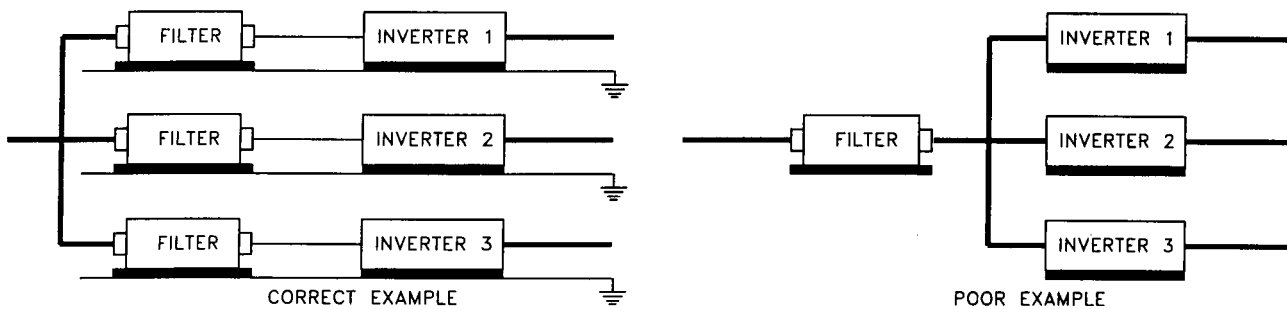 FILTER
INVERTER 1
FILTER
INVERTER 2
FILTER
INVERTER 3
CORRECT EXAMPLE
FILTER
INVERTER 1
INVERTER 2
INVERTER 3
POOR EXAMPLE